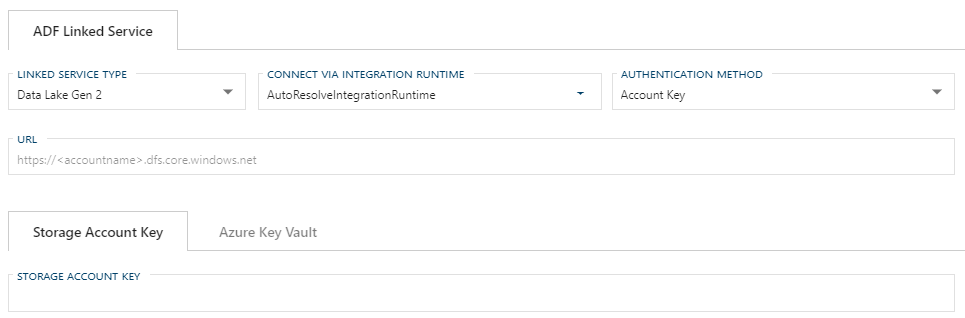 ADF Linked Service
LINKED SERVICE TYPE CONNECT VIA INTEGRATION RUNTIME AUTHENTICATION METHOD
Data Lake Gen 2 AutoResolveIntegrationRuntime Account Key
URL
https://<accountname>.dfs.core.windows.net
Storage Account Key Azure Key Vault
STORAGE ACCOUNT KEY